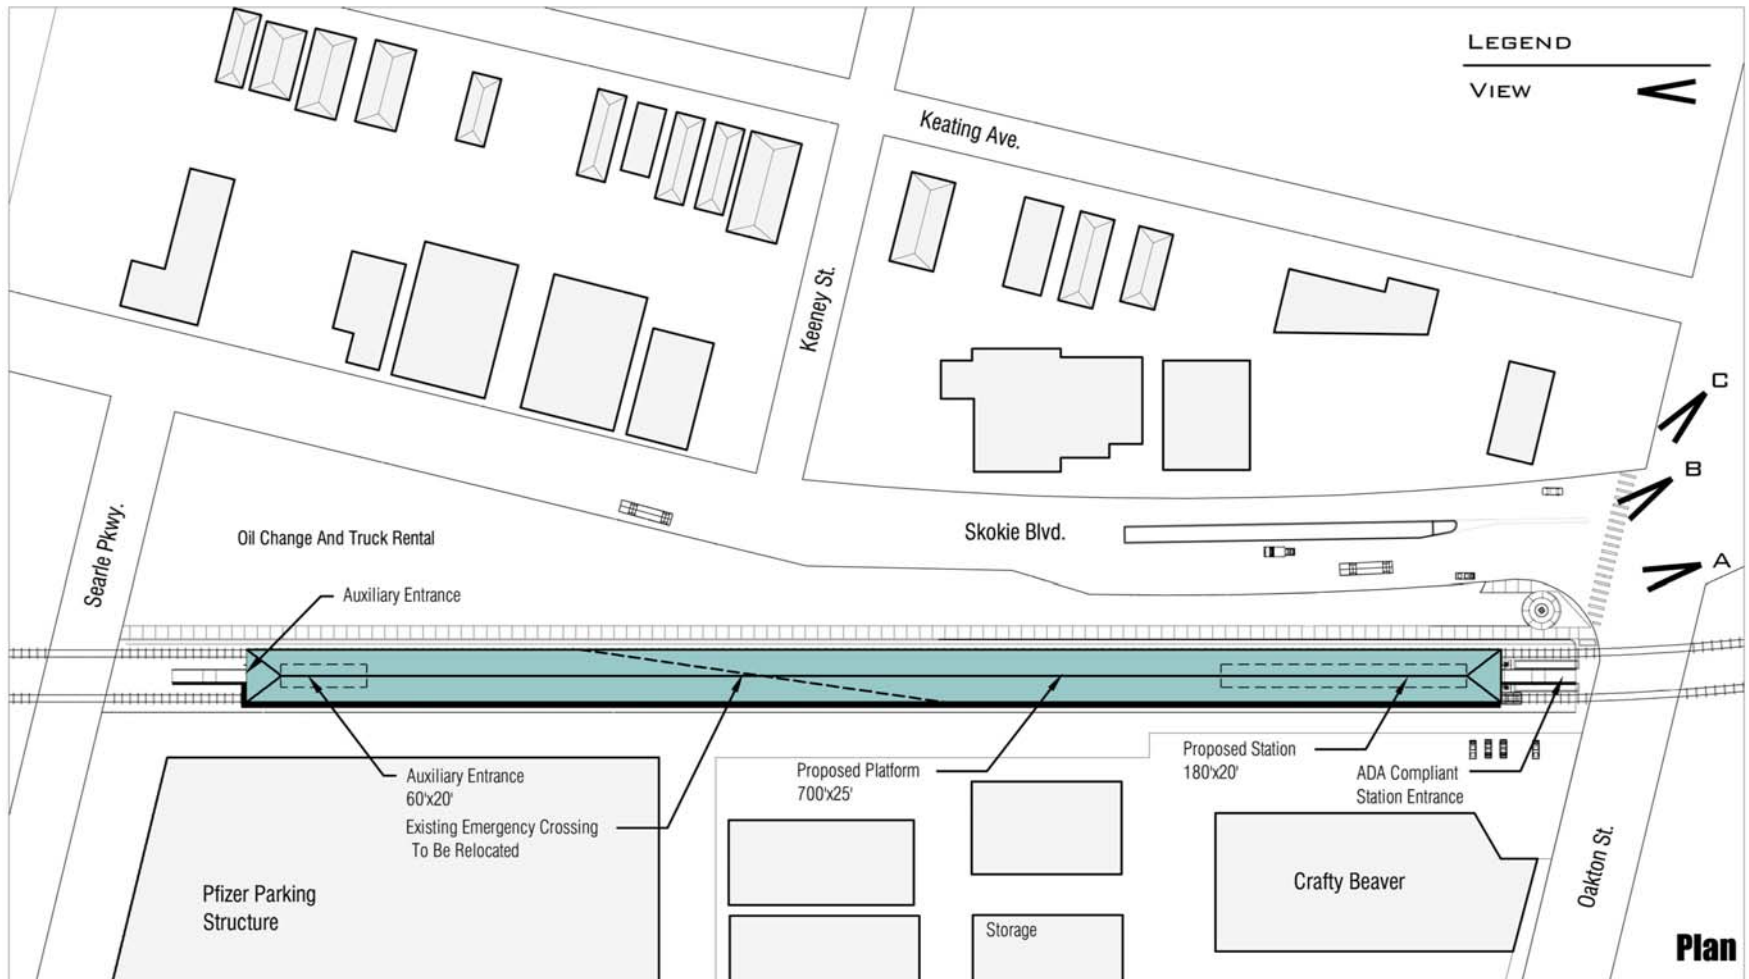 LEGEND
VIEW
Keating Ave.
Keeney St.
C
B
A
Skokie Blvd.
Searle Pkwy.
Oil Change And Truck Rental
Auxiliary Entrance
Auxiliary Entrance
60'x20'
Existing Emergency Crossing
To Be Relocated
Proposed Platform
700'x25'
Proposed Station
180'x20'
ADA Compliant
Station Entrance
Pfizer Parking
Structure
Storage
Crafty Beaver
Oakton St.
Plan